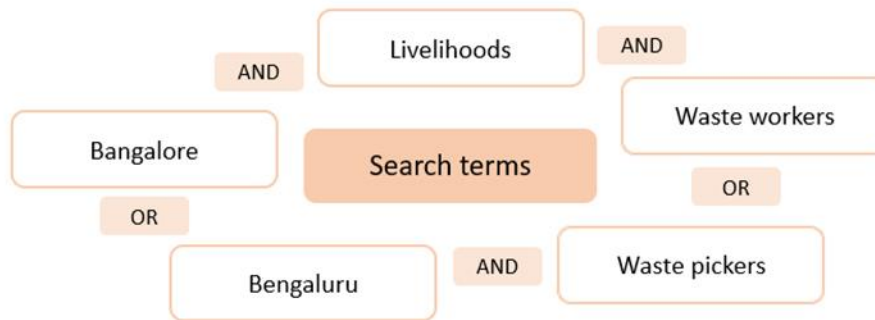 Livelihoods
AND
AND
Bangalore
Search terms
Waste workers
OR
OR
Bengaluru
AND
Waste pickers